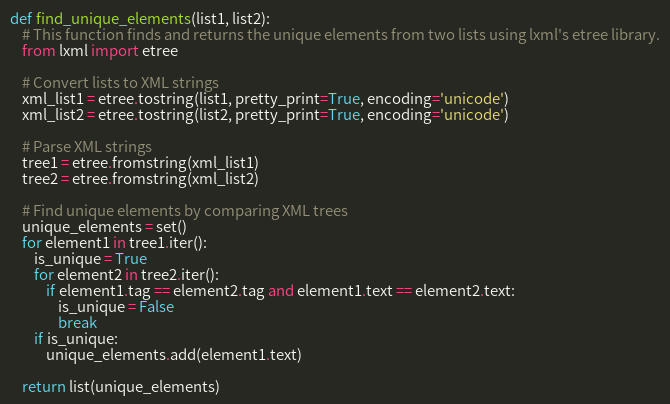 def find_unique_elements(list1, list2):
    # This function finds and returns the unique elements from two lists using lxml's etree library.
    from lxml import etree

    # Convert lists to XML strings
    xml_list1 = etree.tostring(list1, pretty_print=True, encoding='unicode')
    xml_list2 = etree.tostring(list2, pretty_print=True, encoding='unicode')

    # Parse XML strings
    tree1 = etree.fromstring(xml_list1)
    tree2 = etree.fromstring(xml_list2)

    # Find unique elements by comparing XML trees
    unique_elements = set()
    for element1 in tree1.iter():
        is_unique = True
        for element2 in tree2.iter():
            if element1.tag == element2.tag and element1.text == element2.text:
                is_unique = False
                break
        if is_unique:
            unique_elements.add(element1.text)

    return list(unique_elements)